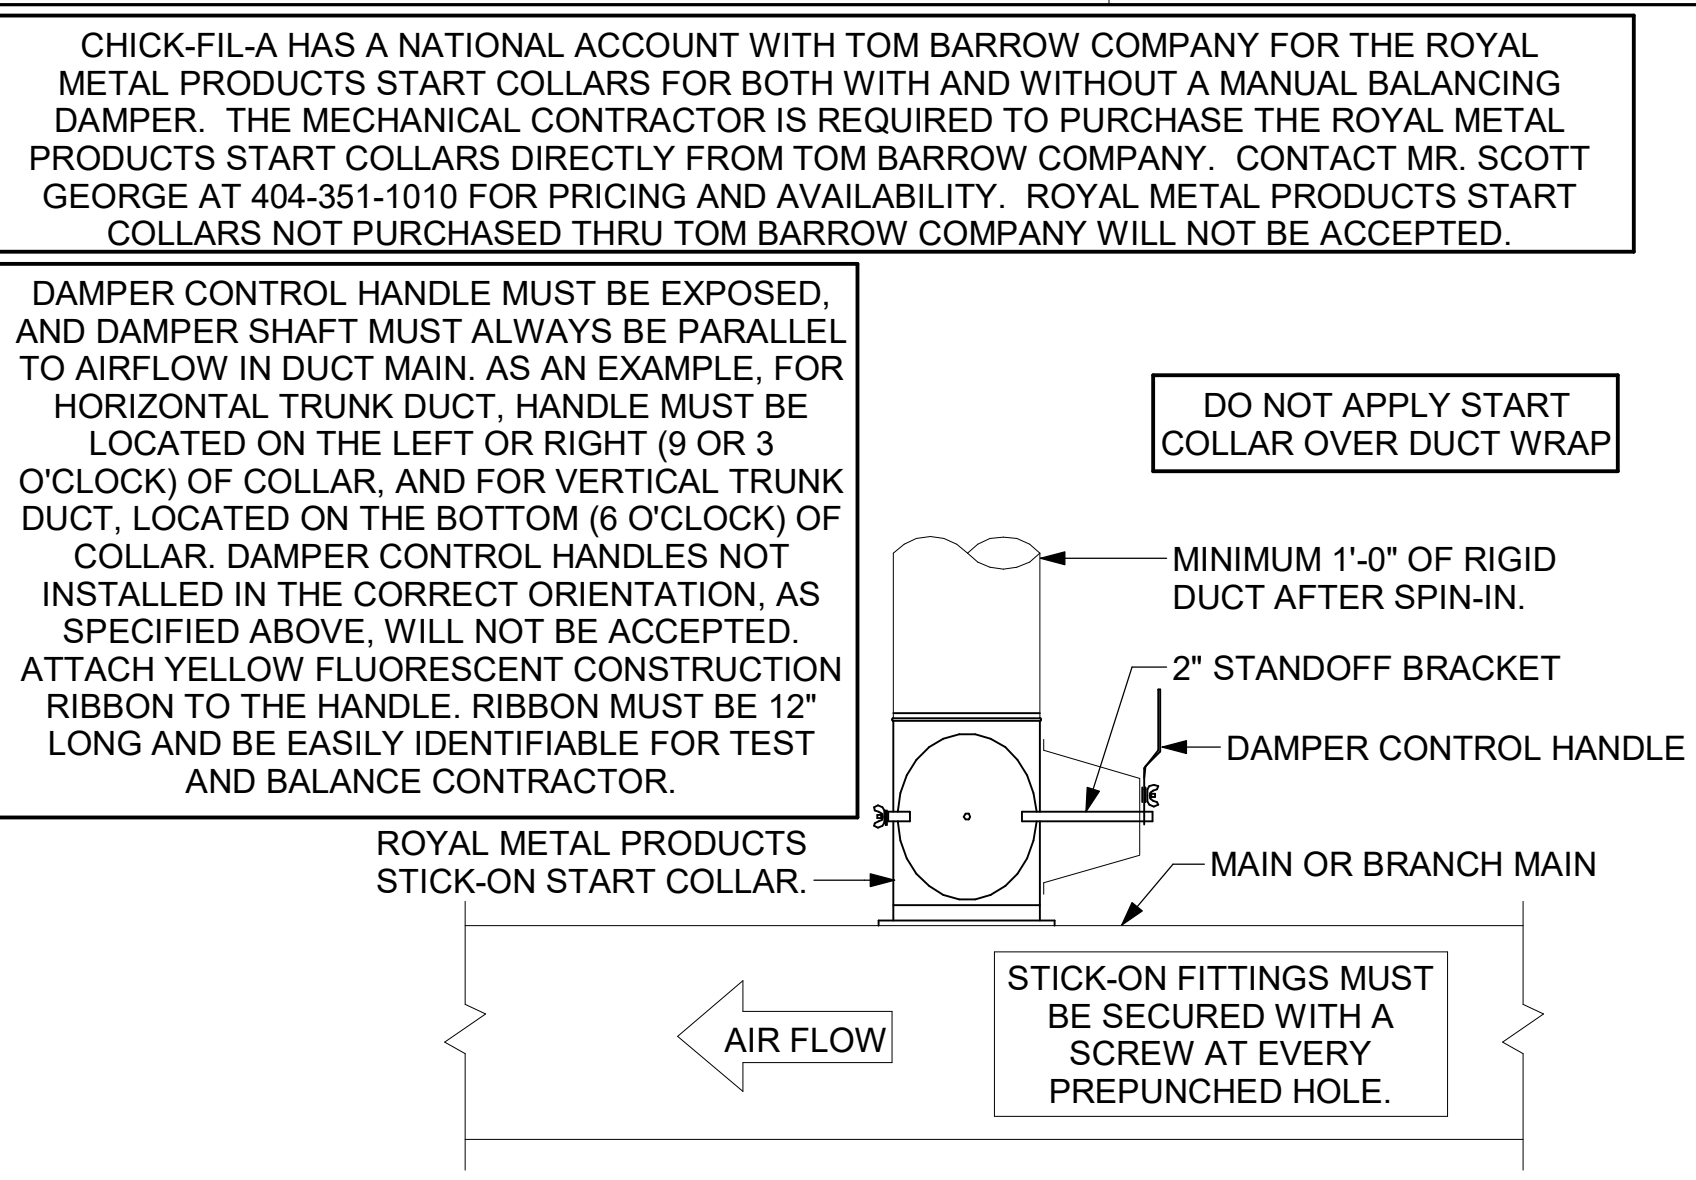 CHICK-FIL-A HAS A NATIONAL ACCOUNT WITH TOM BARROW COMPANY FOR THE ROYAL
METAL PRODUCTS START COLLARS FOR BOTH WITH AND WITHOUT A MANUAL BALANCING
DAMPER. THE MECHANICAL CONTRACTOR IS REQUIRED TO PURCHASE THE ROYAL METAL
PRODUCTS START COLLARS DIRECTLY FROM TOM BARROW COMPANY. CONTACT MR. SCOTT
GEORGE AT 404-351-1010 FOR PRICING AND AVAILABILITY. ROYAL METAL PRODUCTS START
COLLARS NOT PURCHASED THRU TOM BARROW COMPANY WILL NOT BE ACCEPTED.
DAMPER CONTROL HANDLE MUST BE EXPOSED,
AND DAMPER SHAFT MUST ALWAYS BE PARALLEL
TO AIRFLOW IN DUCT MAIN. AS AN EXAMPLE, FOR
HORIZONTAL TRUNK DUCT, HANDLE MUST BE
LOCATED ON THE LEFT OR RIGHT (9 OR 3
O'CLOCK) OF COLLAR, AND FOR VERTICAL TRUNK
DUCT, LOCATED ON THE BOTTOM (6 O'CLOCK) OF
COLLAR. DAMPER CONTROL HANDLES NOT
INSTALLED IN THE CORRECT ORIENTATION, AS
SPECIFIED ABOVE, WILL NOT BE ACCEPTED.
ATTACH YELLOW FLUORESCENT CONSTRUCTION
RIBBON TO THE HANDLE. RIBBON MUST BE 12"
LONG AND BE EASILY IDENTIFIABLE FOR TEST
AND BALANCE CONTRACTOR.
DO NOT APPLY START
COLLAR OVER DUCT WRAP
MINIMUM 1'-0" OF RIGID
DUCT AFTER SPIN-IN.
2" STANDOFF BRACKET
DAMPER CONTROL HANDLE
ROYAL METAL PRODUCTS
STICK-ON START COLLAR.
MAIN OR BRANCH MAIN
AIR FLOW
STICK-ON FITTINGS MUST
BE SECURED WITH A
SCREW AT EVERY
PREPUNCHED HOLE.